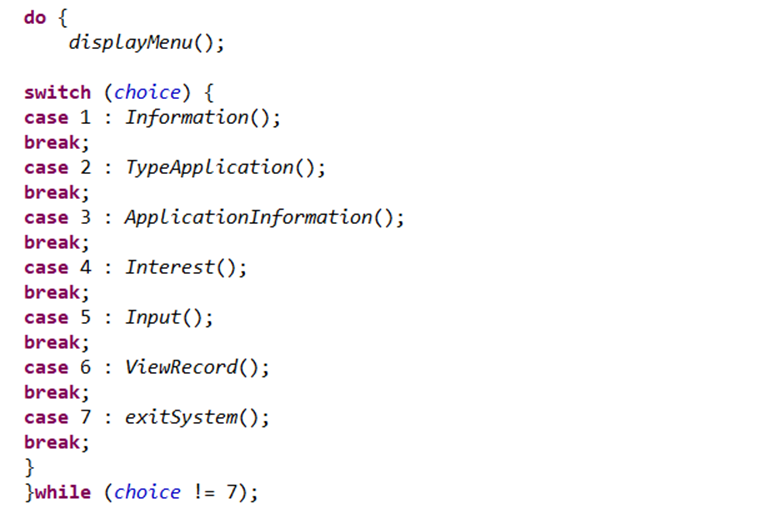 do {
displayMenu();
switch (choice) {
case 1 : Information();
break;
case 2 : TypeApplication();
break;
case 3 : ApplicationInformation();
break;
case 4 : Interest();
break;
case 5 : Input();
break;
case 6 : ViewRecord();
break;
case 7 : exitSystem();
break;
}
}while (choice != 7);